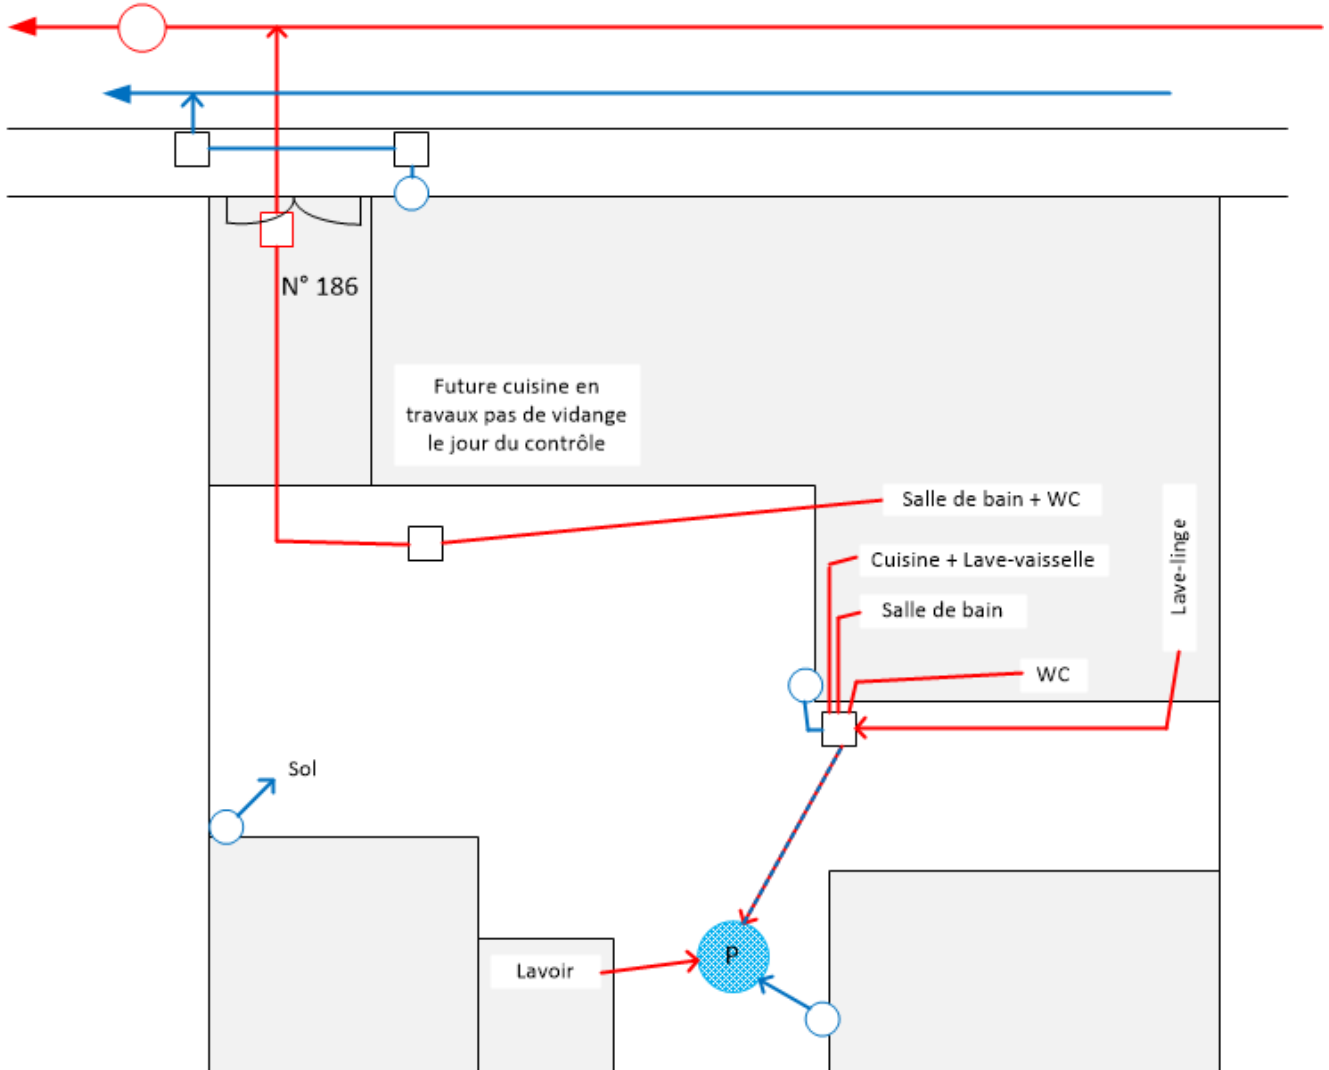 N° 186
Future cuisine en
travaux pas de vidange
le jour du contrôle
Salle de bain + WC
Cuisine + Lave-vaisselle
Salle de bain
WC
Lave-linge
Sol
Lavoir
P